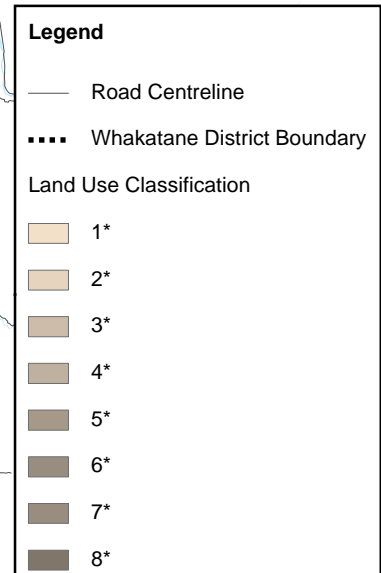 Legend
Road Centreline
Whakatane District Boundary
Land Use Classification
1*
2*
3*
4*
5*
6*
7*
8*